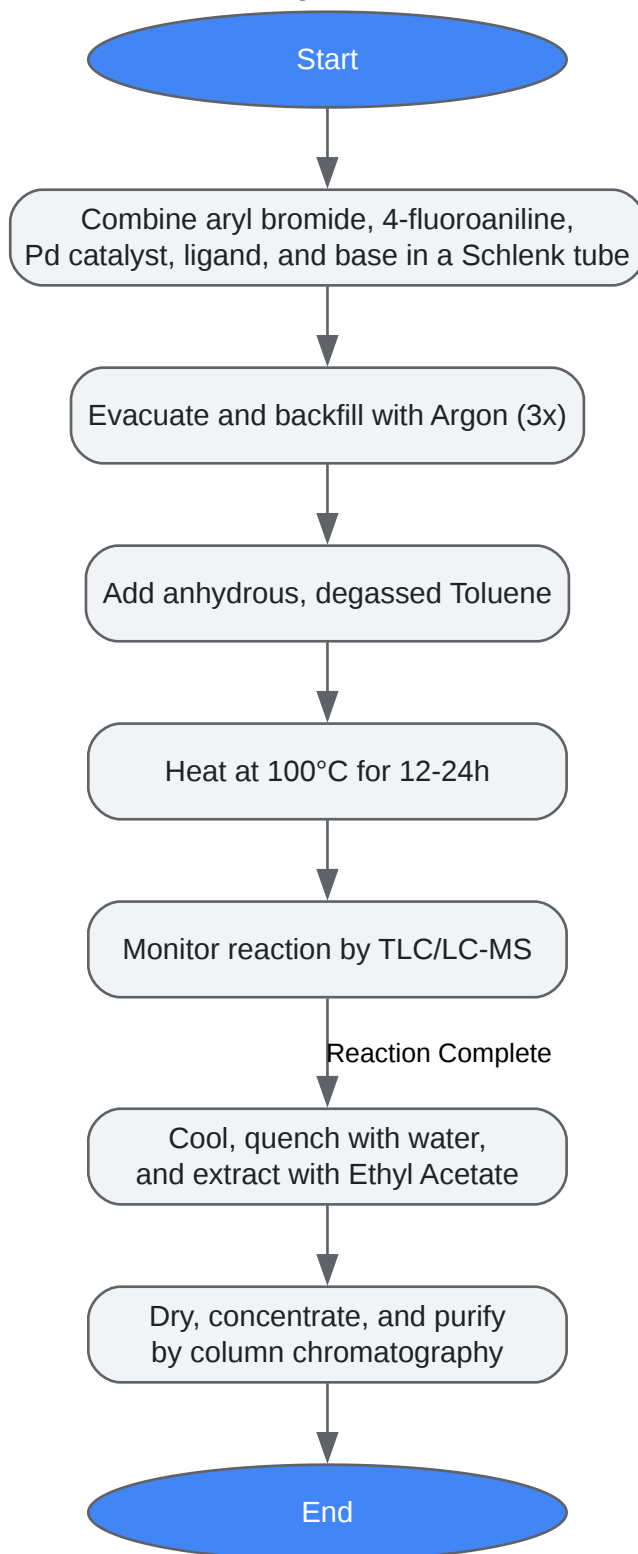 Start
Combine aryl bromide, 4-fluoroaniline,
Pd catalyst, ligand, and base in a Schlenk tube
Evacuate and backfill with Argon (3x)
Add anhydrous, degassed Toluene
Heat at 100°C for 12-24h
Monitor reaction by TLC/LC-MS
Reaction Complete
Cool, quench with water,
and extract with Ethyl Acetate
Dry, concentrate, and purify
by column chromatography
End